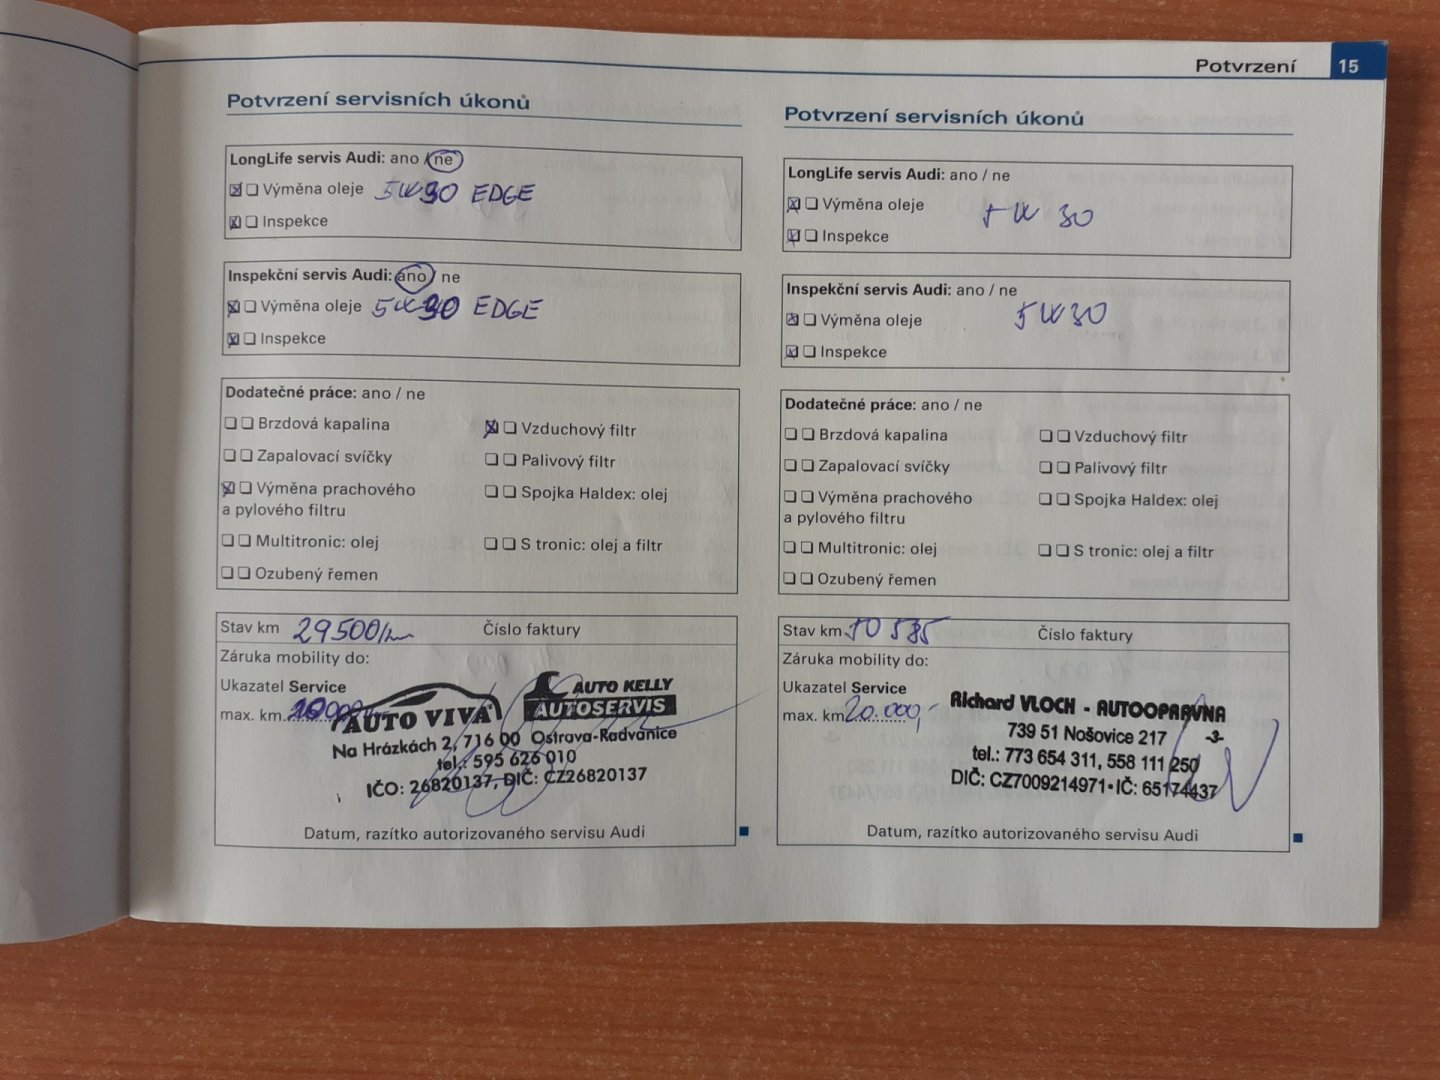 Potvrzení 15
Potvrzení servisních úkonů
LongLife servis Audi: ano / ne
Výměna oleje 5W30 EDGE
Inspekce
Inspekční servis Audi: ano / ne
Výměna oleje 5W30 EDGE
Inspekce
Dodatečné práce: ano / ne
Brzdová kapalina
Vzduchový filtr
Zapalovací svíčky
Palivový filtr
Výměna prachového
a pylového filtru
Spojka Haldex: olej
Multitronic: olej
S tronic: olej a filtr
Ozubený řemen
Stav km 29500 Číslo faktury
Záruka mobility do:
Ukazatel Service
max. km
AUTO VIVA
AUTO KELLY
AUTOSERVIS
Na Hrázkách 2, 716 00 Ostrava-Radvanice
tel.: 595 626 010
IČO: 26820137, DIČ: CZ26820137
Datum, razítko autorizovaného servisu Audi
Potvrzení servisních úkonů
LongLife servis Audi: ano / ne
Výměna oleje 5W30
Inspekce
Inspekční servis Audi: ano / ne
Výměna oleje 5W30
Inspekce
Dodatečné práce: ano / ne
Brzdová kapalina
Vzduchový filtr
Zapalovací svíčky
Palivový filtr
Výměna prachového
a pylového filtru
Spojka Haldex: olej
Multitronic: olej
S tronic: olej a filtr
Ozubený řemen
Stav km Číslo faktury
Záruka mobility do:
Ukazatel Service
max. km 20.000,-
Richard VLOCH - AUTOOPRAVNA
739 51 Nošovice 217 -3-
tel.: 773 654 311, 558 111 250
DIČ: CZ7009214971 • IČ: 65174437
Datum, razítko autorizovaného servisu Audi